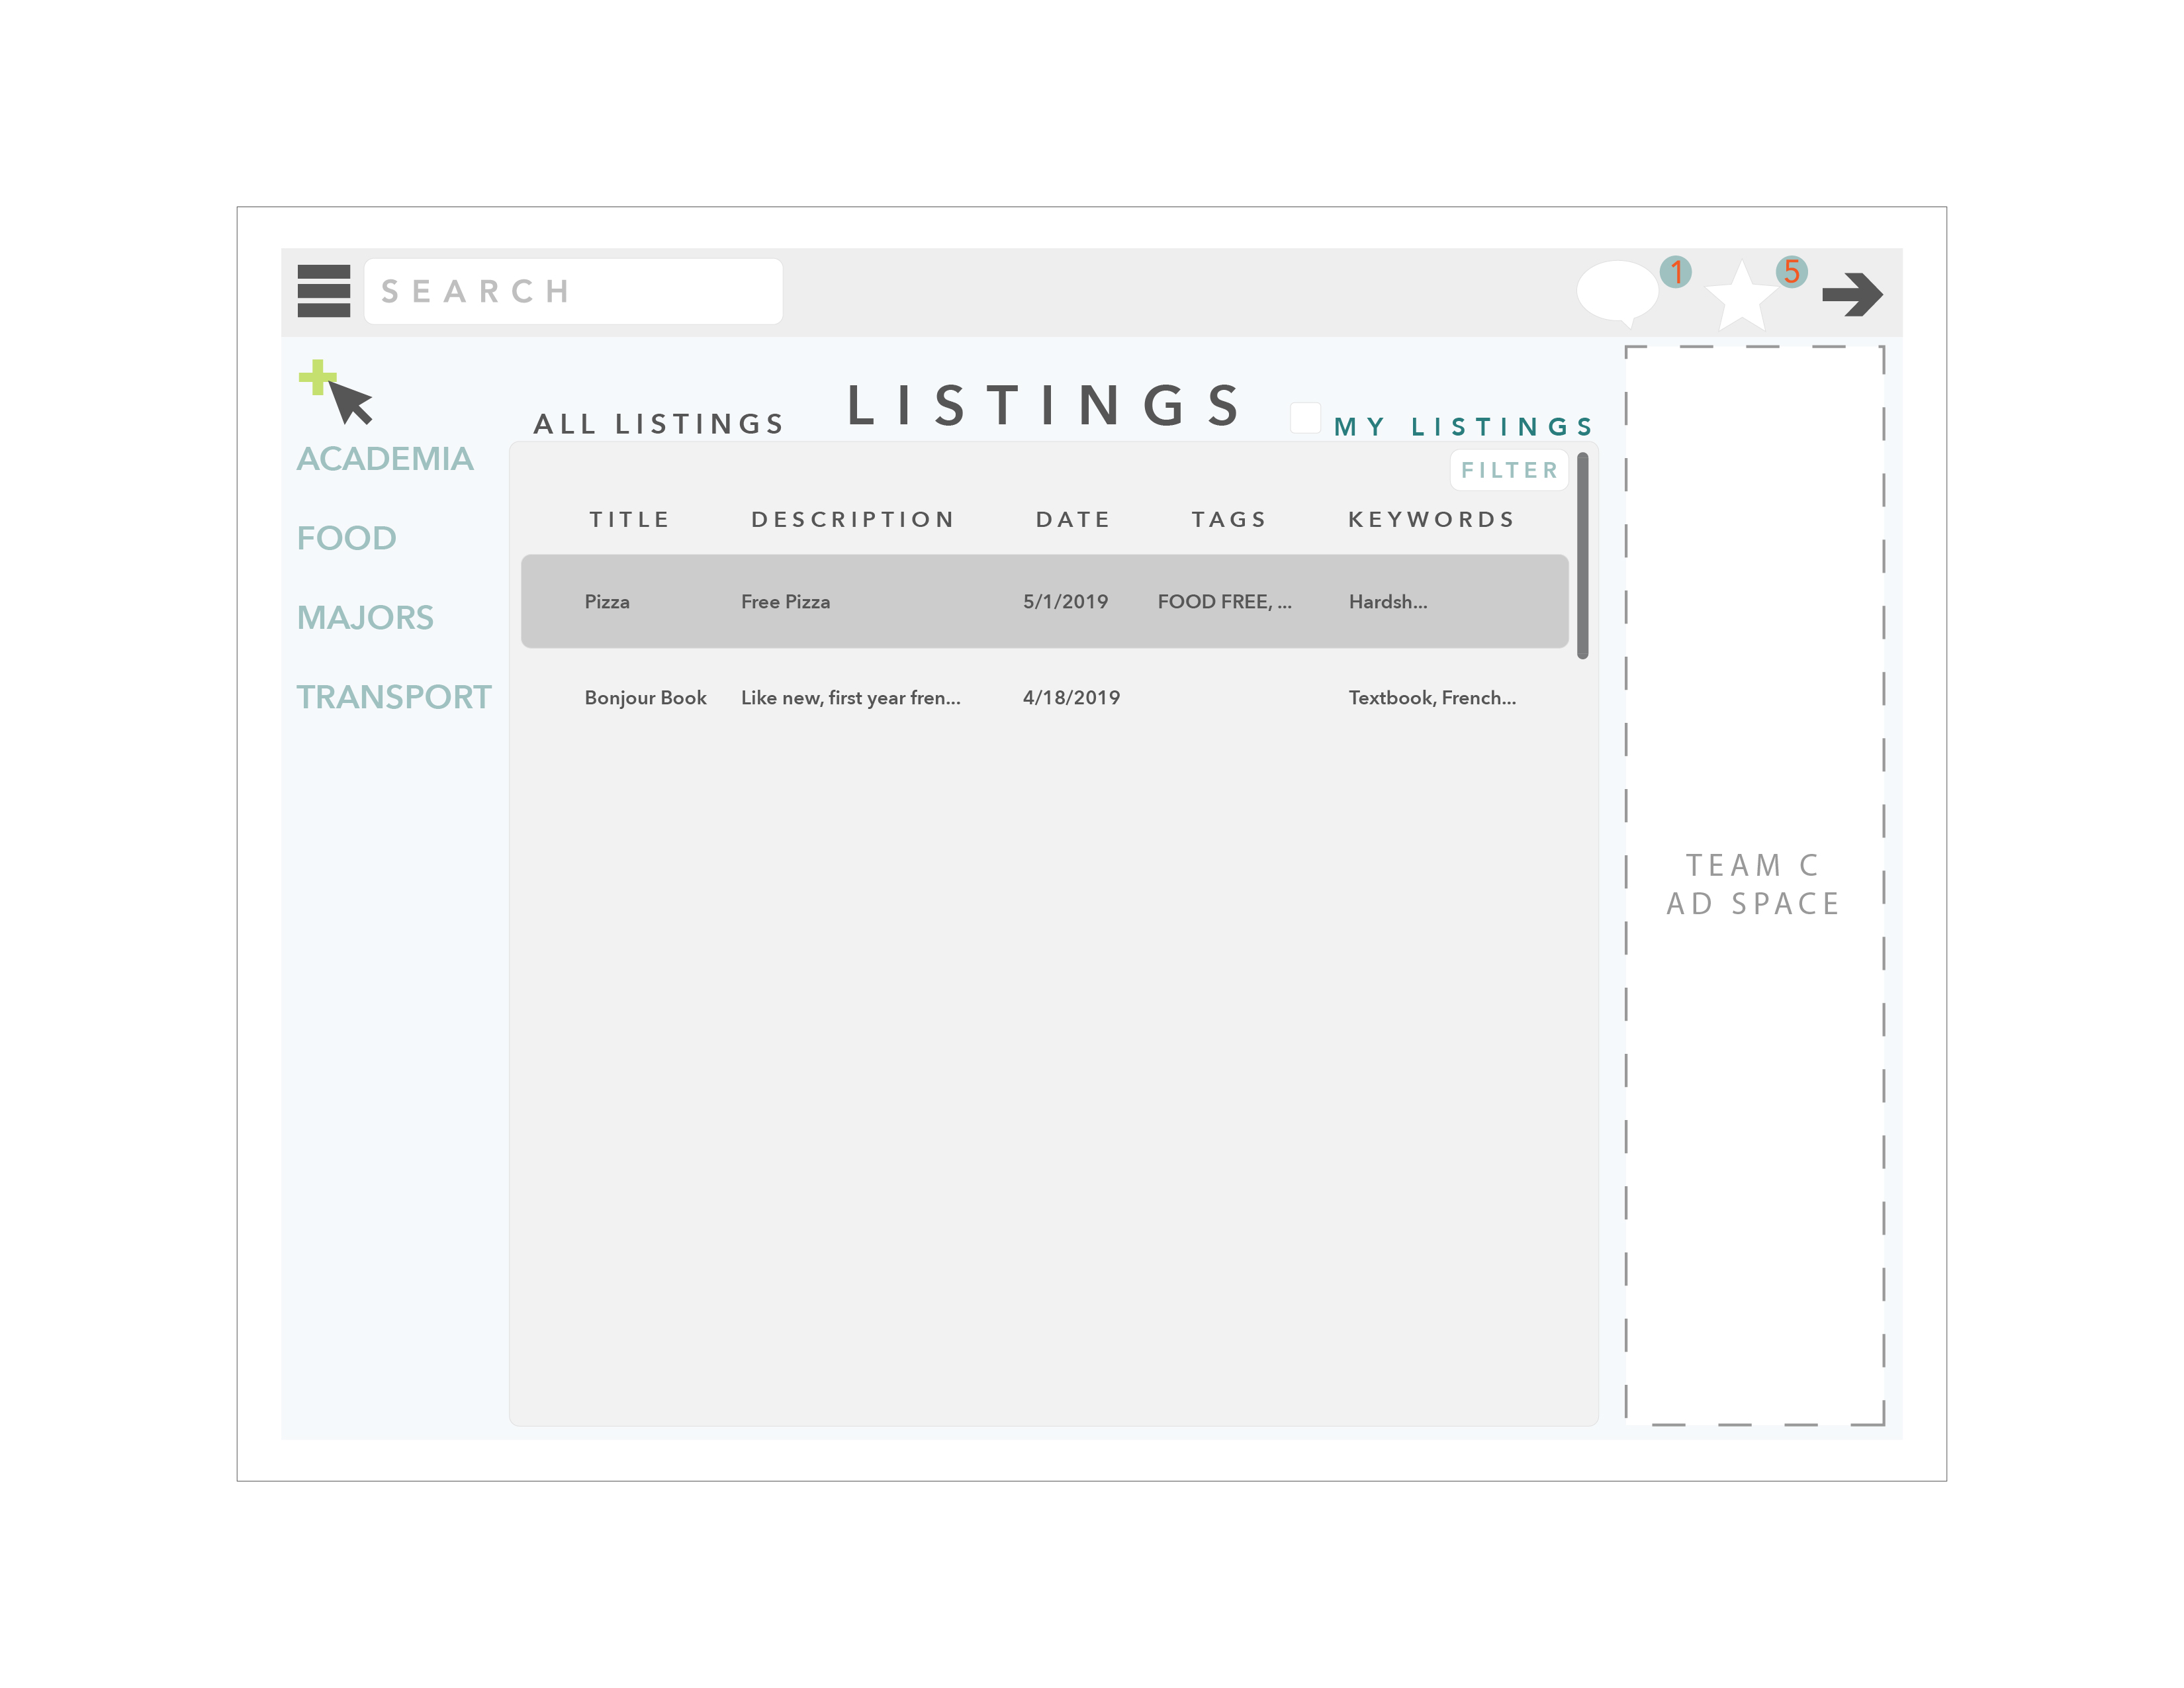 SEARCH
1
5
LISTINGS
ALL LISTINGS
MY LISTINGS
ACADEMIA
FOOD
MAJORS
TRANSPORT
FILTER
TITLE DESCRIPTION DATE TAGS KEYWORDS
Pizza Free Pizza 5/1/2019 FOOD FREE, ... Hardsh...
Bonjour Book Like new, first year fren... 4/18/2019 Textbook, French...
TEAM C
AD SPACE